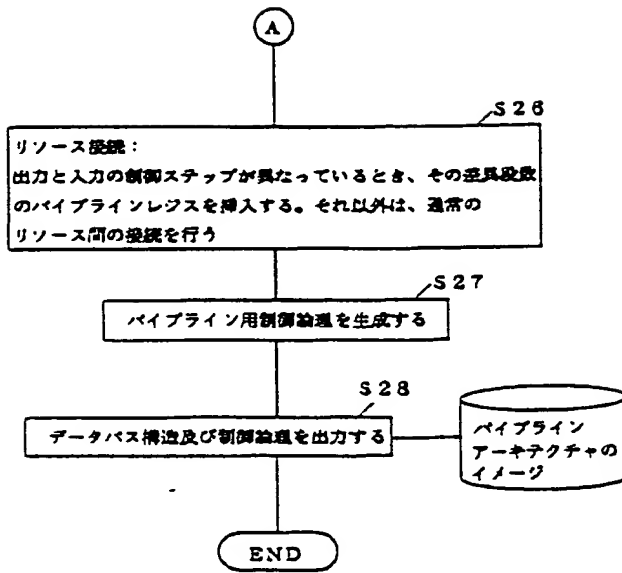 A
S26
リソース接続：
出力と入力の制御ステップが異なっているとき、その差異段数
のパイプラインレジスを挿入する。それ以外は、通常の
リソース間の接続を行う
S27
パイプライン用制御論理を生成する
S28
データパス構造及び制御論理を出力する
パイプライン
アーキテクチャの
イメージ
END